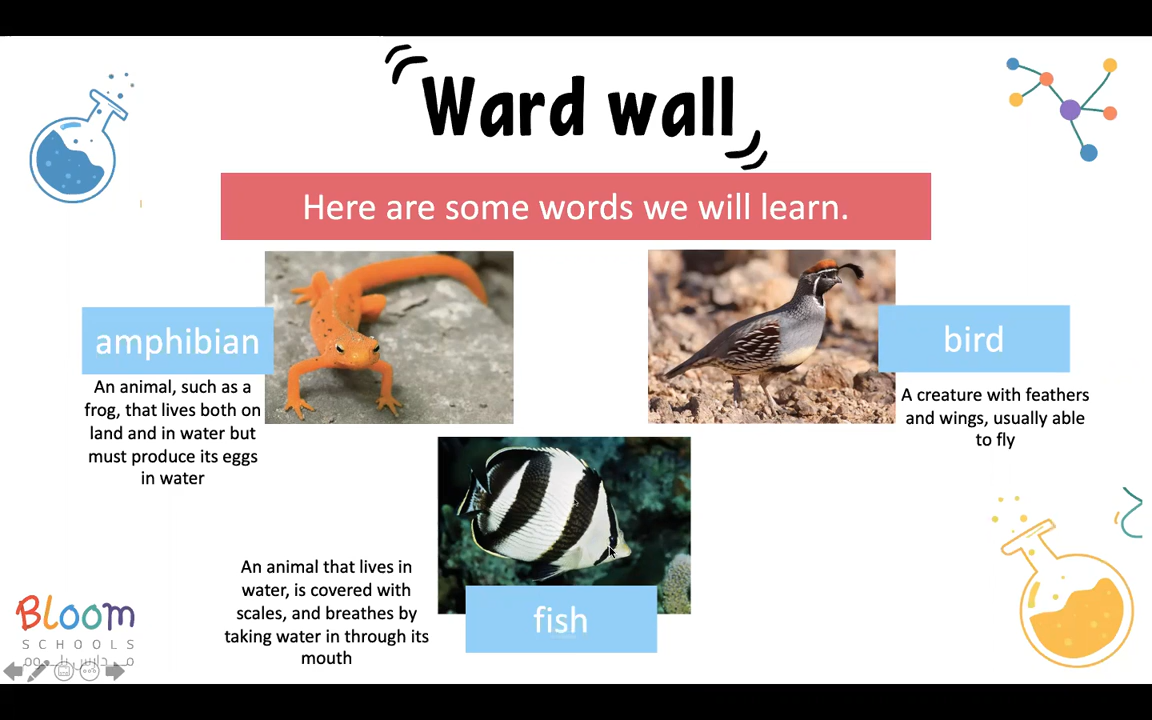 Ward wall
Here are some words we will learn.
amphibian
An animal, such as a
frog, that lives both on
land and in water but
must produce its eggs
in water
bird
A creature with feathers
and wings, usually able
to fly
An animal that lives in
water, is covered with
scales, and breathes by
taking water in through its
mouth
fish
BLoom
SCHOOLS